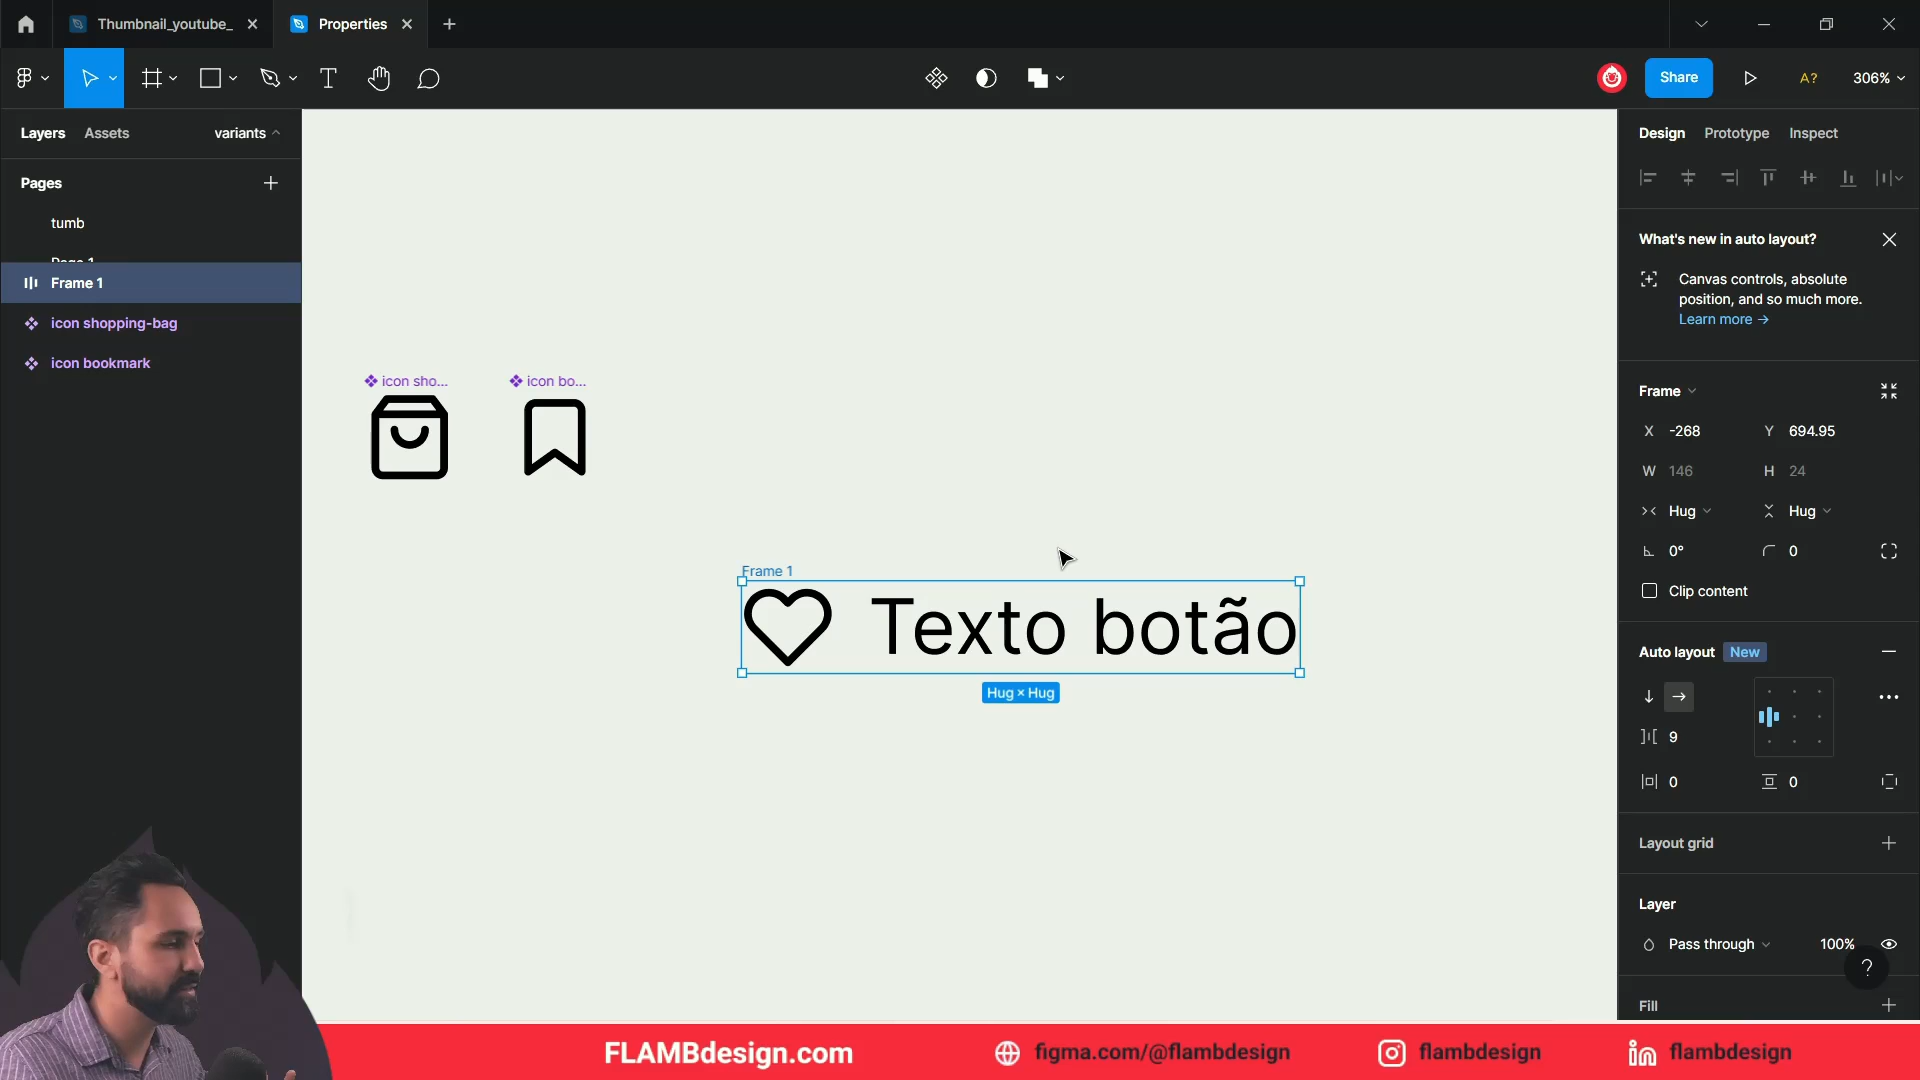 Thumbnail_youtube_
Properties
Share
A?
306%
Layers
Assets
variants
Pages
tumb
Page 1
Frame 1
icon shopping-bag
icon bookmark
icon sho...
icon bo...
Frame 1
Texto botão
Hug × Hug
Design
Prototype
Inspect
What's new in auto layout?
Canvas controls, absolute
position, and so much more.
Learn more →
Frame
X -268
Y 694.95
W 146
H 24
Hug
Hug
0°
0
Clip content
Auto layout New
9
0
0
Layout grid
Layer
Pass through
100%
?
Fill
FLAMBdesign.com
figma.com/@flambdesign
flambdesign
flambdesign